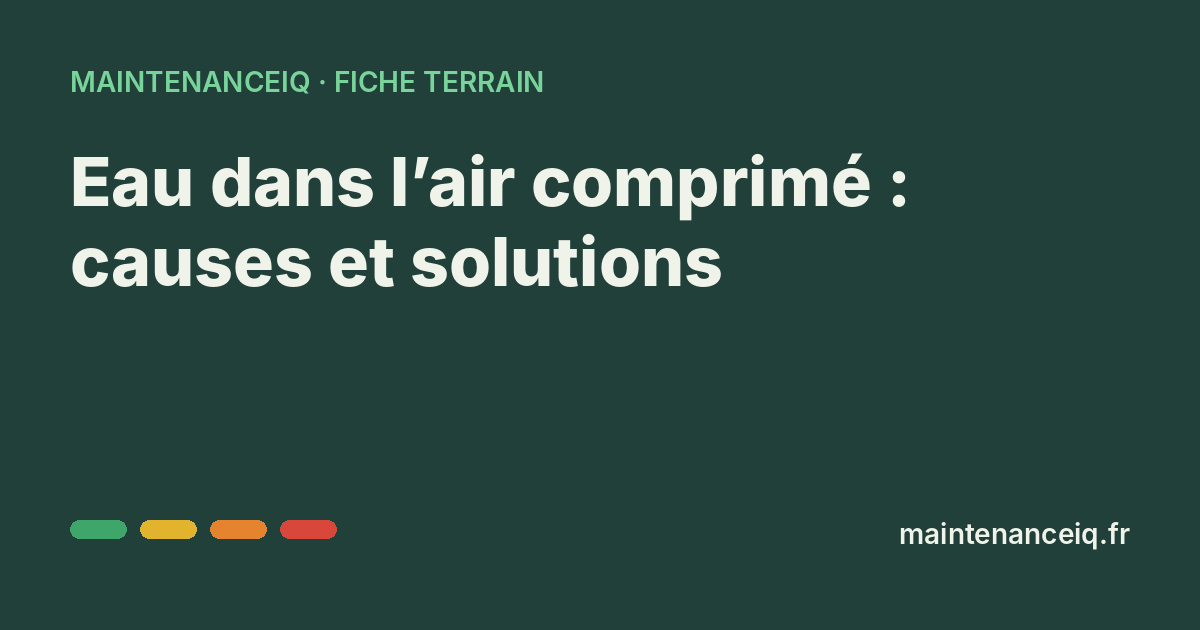 MAINTENANCEIQ · FICHE TERRAIN
Eau dans l’air comprimé :
causes et solutions
maintenanceiq.fr